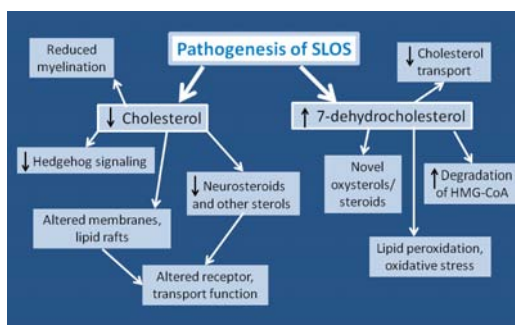 Pathogenesis of SLOS
Reduced
myelination
↓ Cholesterol
transport
↓ Cholesterol
↑ 7-dehydrocholesterol
↓ Hedgehog signaling
↓ Neurosteroids
and other sterols
Novel
oxysterols/
steroids
↑ Degradation
of HMG-CoA
Altered membranes,
lipid rafts
Lipid peroxidation,
oxidative stress
Altered receptor,
transport function